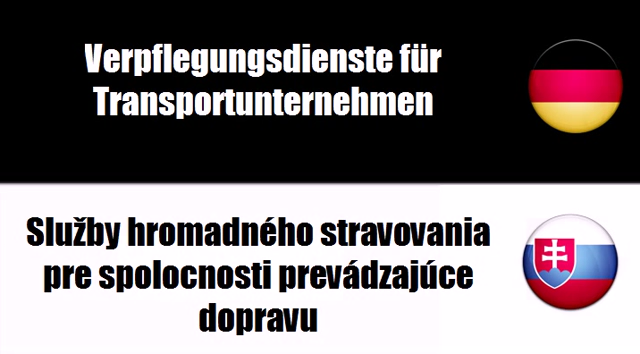 Verpflegungsdienste für
Transportunternehmen
Služby hromadného stravovania
pre spolocnosti prevádzajúce
dopravu